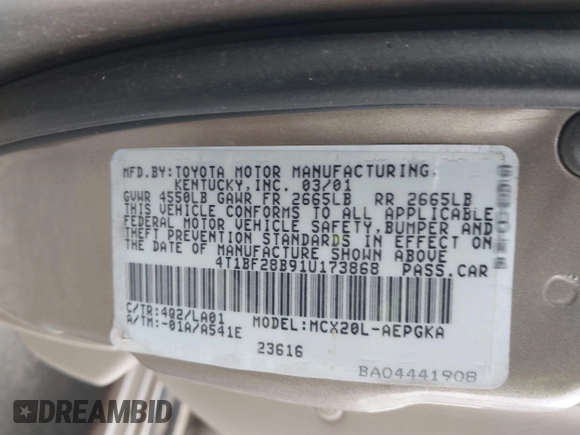 MFD.BY:TOYOTA MOTOR MANUFACTURING,
KENTUCKY,INC. 03/01
GVWR 4550LB GAWR FR 2665LB RR 2665LB
THIS VEHICLE CONFORMS TO ALL APPLICABLE
FEDERAL MOTOR VEHICLE SAFETY,BUMPER AND
THEFT PREVENTION STANDARDS IN EFFECT ON
THE DATE OF MANUFACTURE SHOWN ABOVE
4T1BF28B91U173868 PASS.CAR
C/TR:4Q2/LA01
A/TM:-01A/A541E MODEL:MCX20L-AEPGKA
23616
BA04441908
DREAMBID